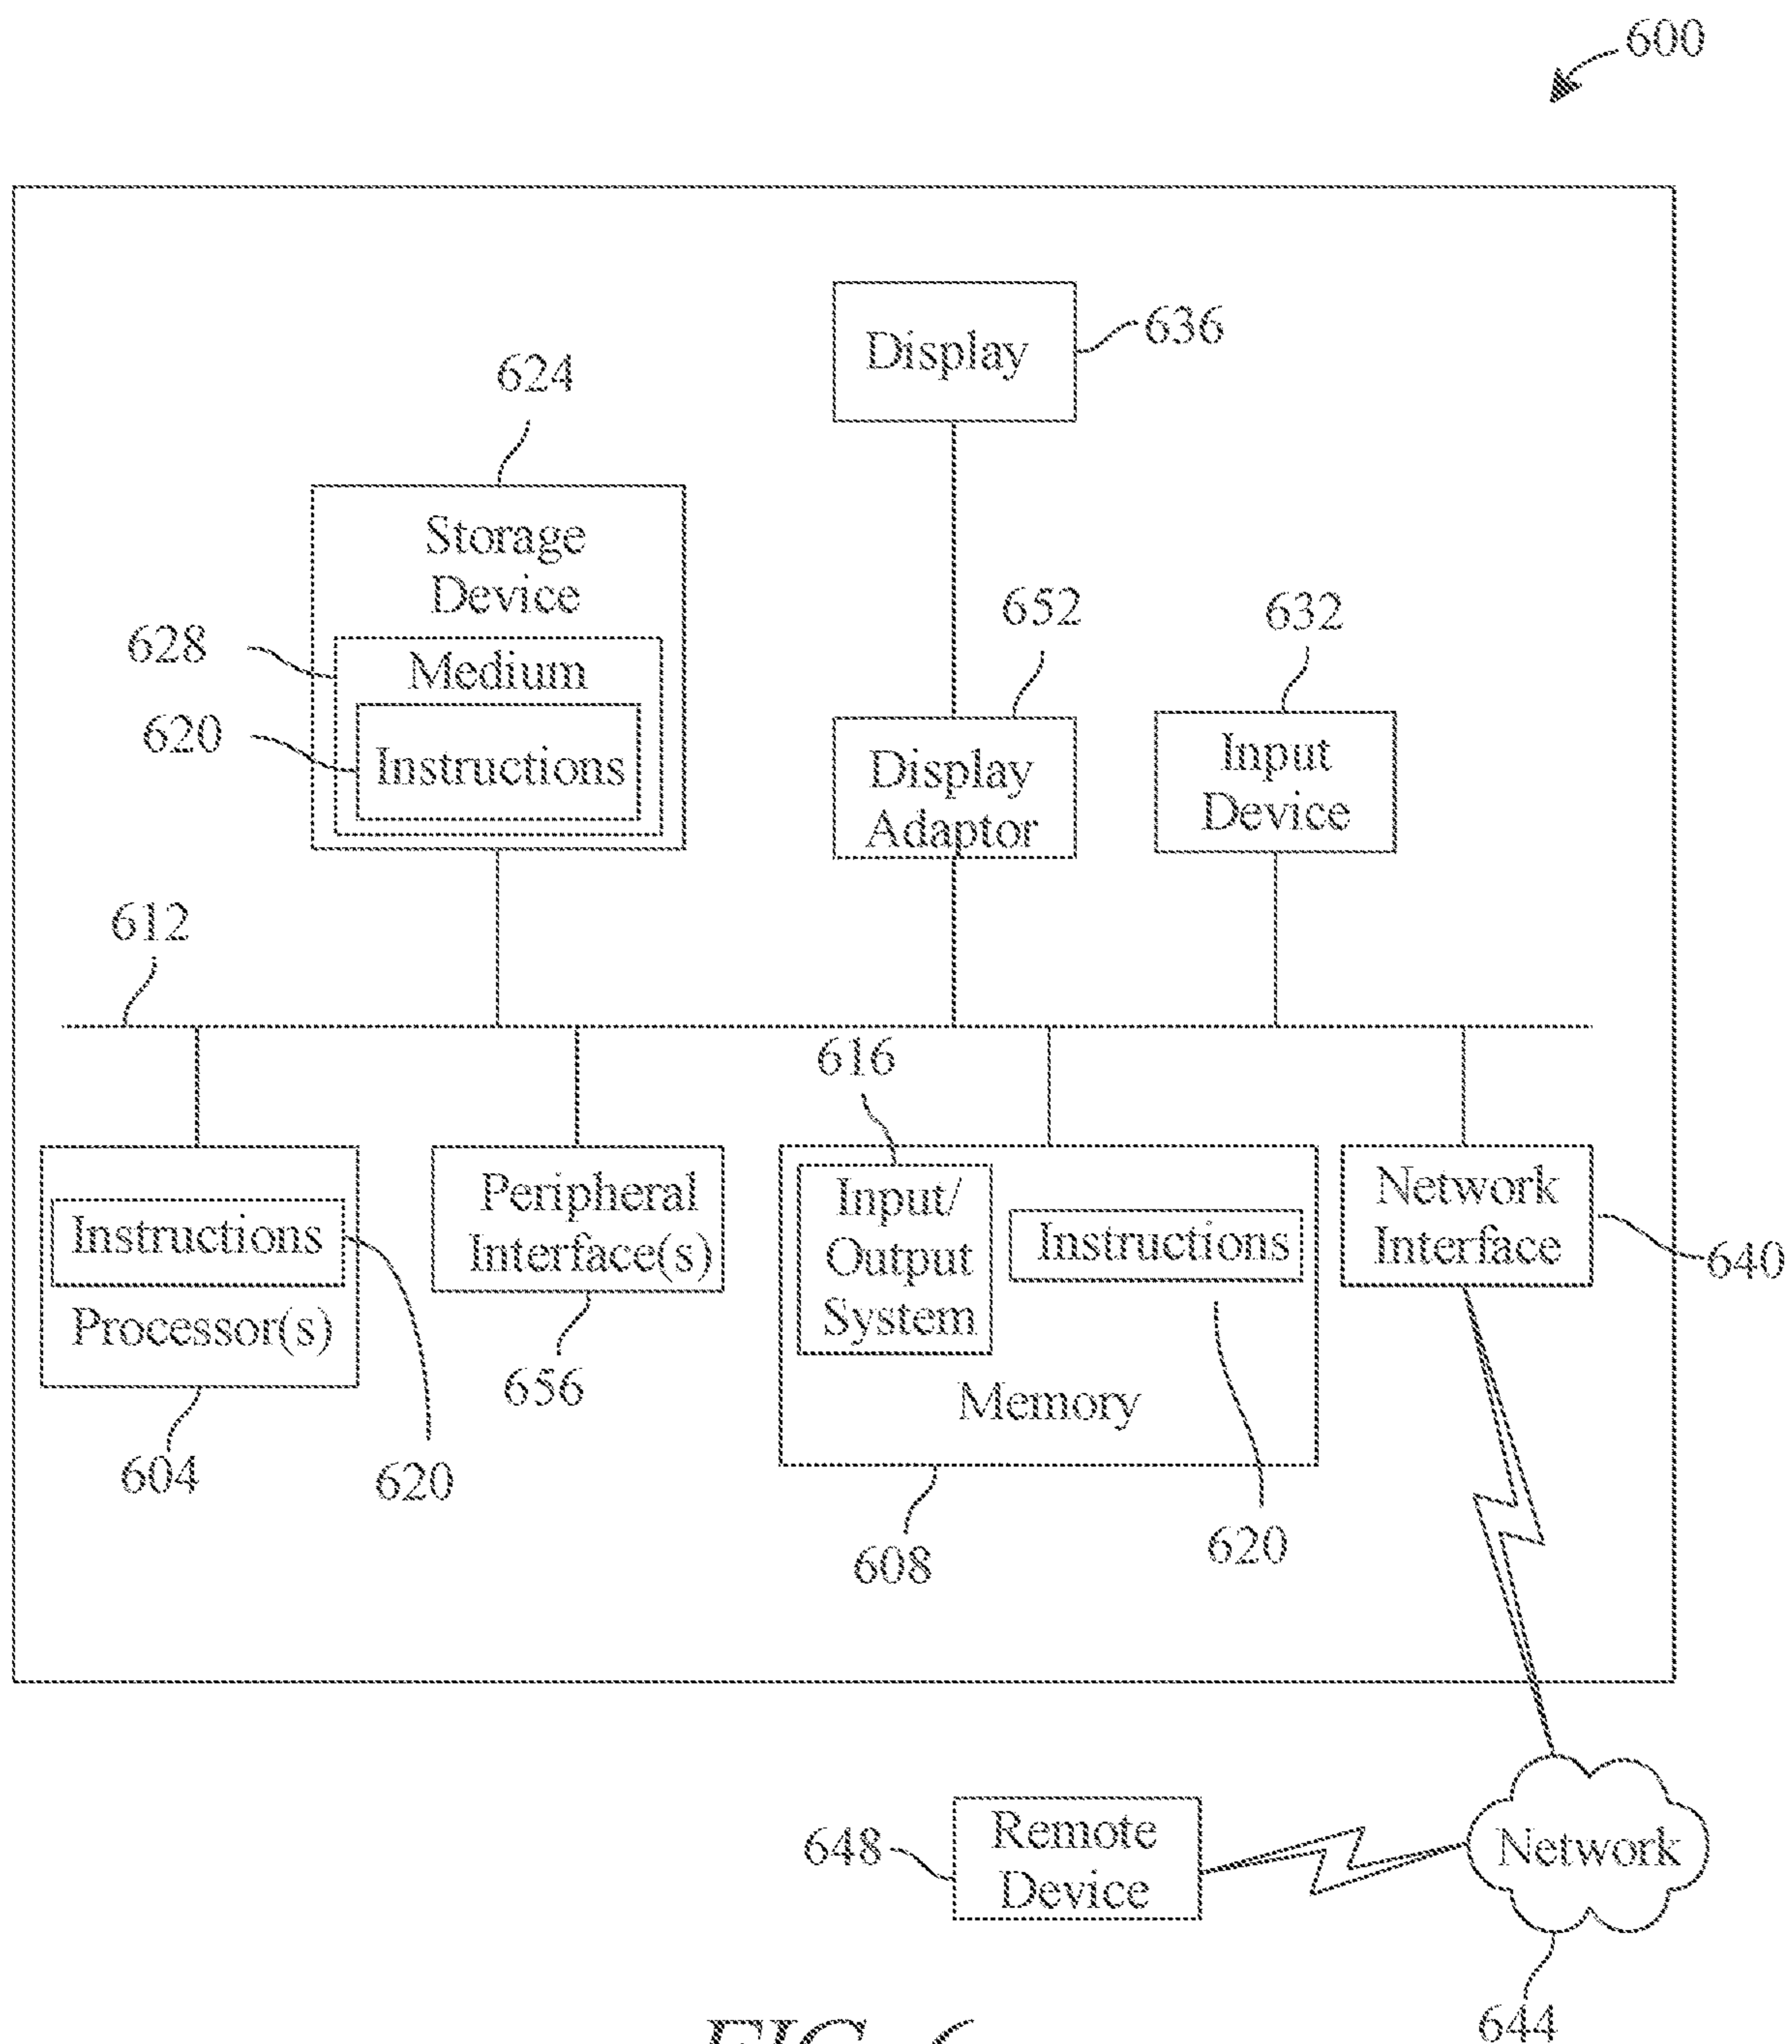 600
Display
636
624
Storage
Device
628
Medium
620
Instructions
652
Display
Adaptor
632
Input
Device
612
616
Instructions
Processor(s)
604
620
Peripheral
Interface(s)
656
Input/
Output
System
Instructions
Memory
608
620
Network
Interface
640
Remote
Device
648
Network
644
FIG. 6